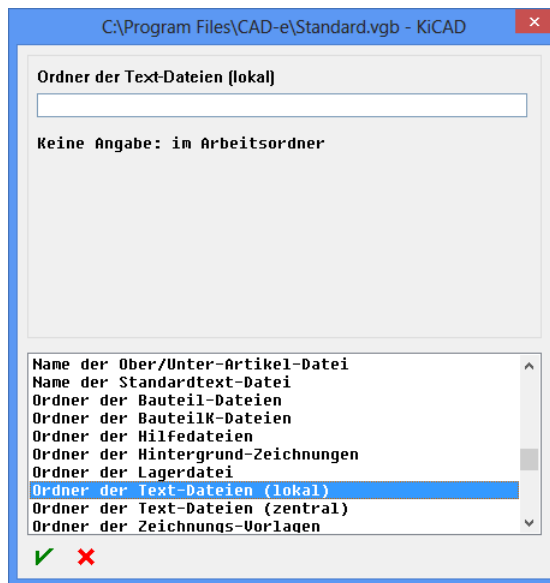 C:\Program Files\CAD-e\Standard.vgb - KiCAD
Ordner der Text-Dateien (lokal)
Keine Angabe: im Arbeitsordner
Name der Ober/Unter-Artikel-Datei
Name der Standardtext-Datei
Ordner der Bauteil-Dateien
Ordner der BauteilK-Dateien
Ordner der Hilfedateien
Ordner der Hintergrund-Zeichnungen
Ordner der Lagerdatei
Ordner der Text-Dateien (lokal)
Ordner der Text-Dateien (zentral)
Ordner der Zeichnungs-Vorlagen